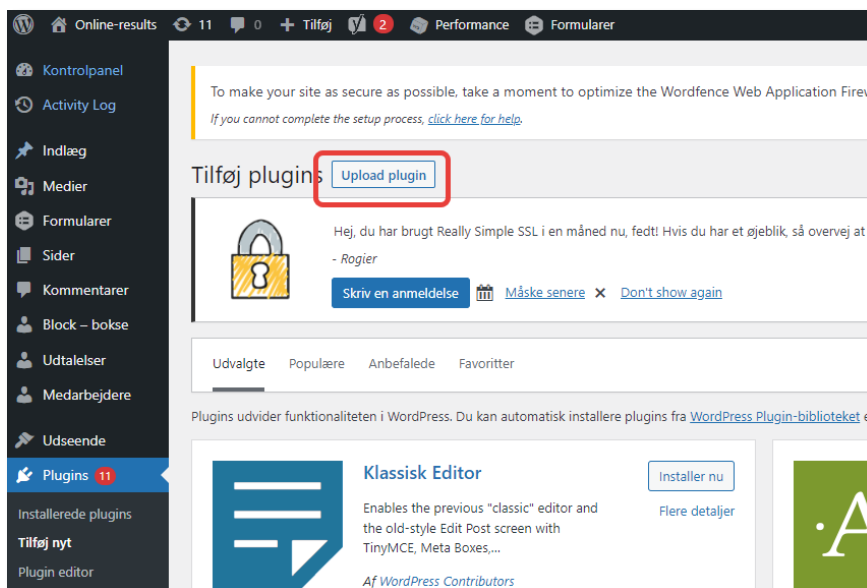 Online-results 11 0 Tilføj 2 Performance Formularer
Kontrolpanel
Activity Log
Indlæg
Medier
Formularer
Sider
Kommentarer
Block – bokse
Udtalelser
Medarbejdere
Udseende
Plugins 11
Installerede plugins
Tilføj nyt
Plugin editor
To make your site as secure as possible, take a moment to optimize the Wordfence Web Application
If you cannot complete the setup process, click here for help.
Tilføj plugins Upload plugin
Hej, du har brugt Really Simple SSL i en måned nu, fedt! Hvis du har et øjeblik, så overvej at
- Rogier
Skriv en anmeldelse Måske senere Don't show again
Udvalgte Populære Anbefalede Favoritter
Plugins udvider funktionaliteten i WordPress. Du kan automatisk installere plugins fra WordPress Plugin-biblioteket
Klassisk Editor
Installer nu
Enables the previous "classic" editor and
the old-style Edit Post screen with
TinyMCE, Meta Boxes,...
Flere detaljer
Af WordPress Contributors